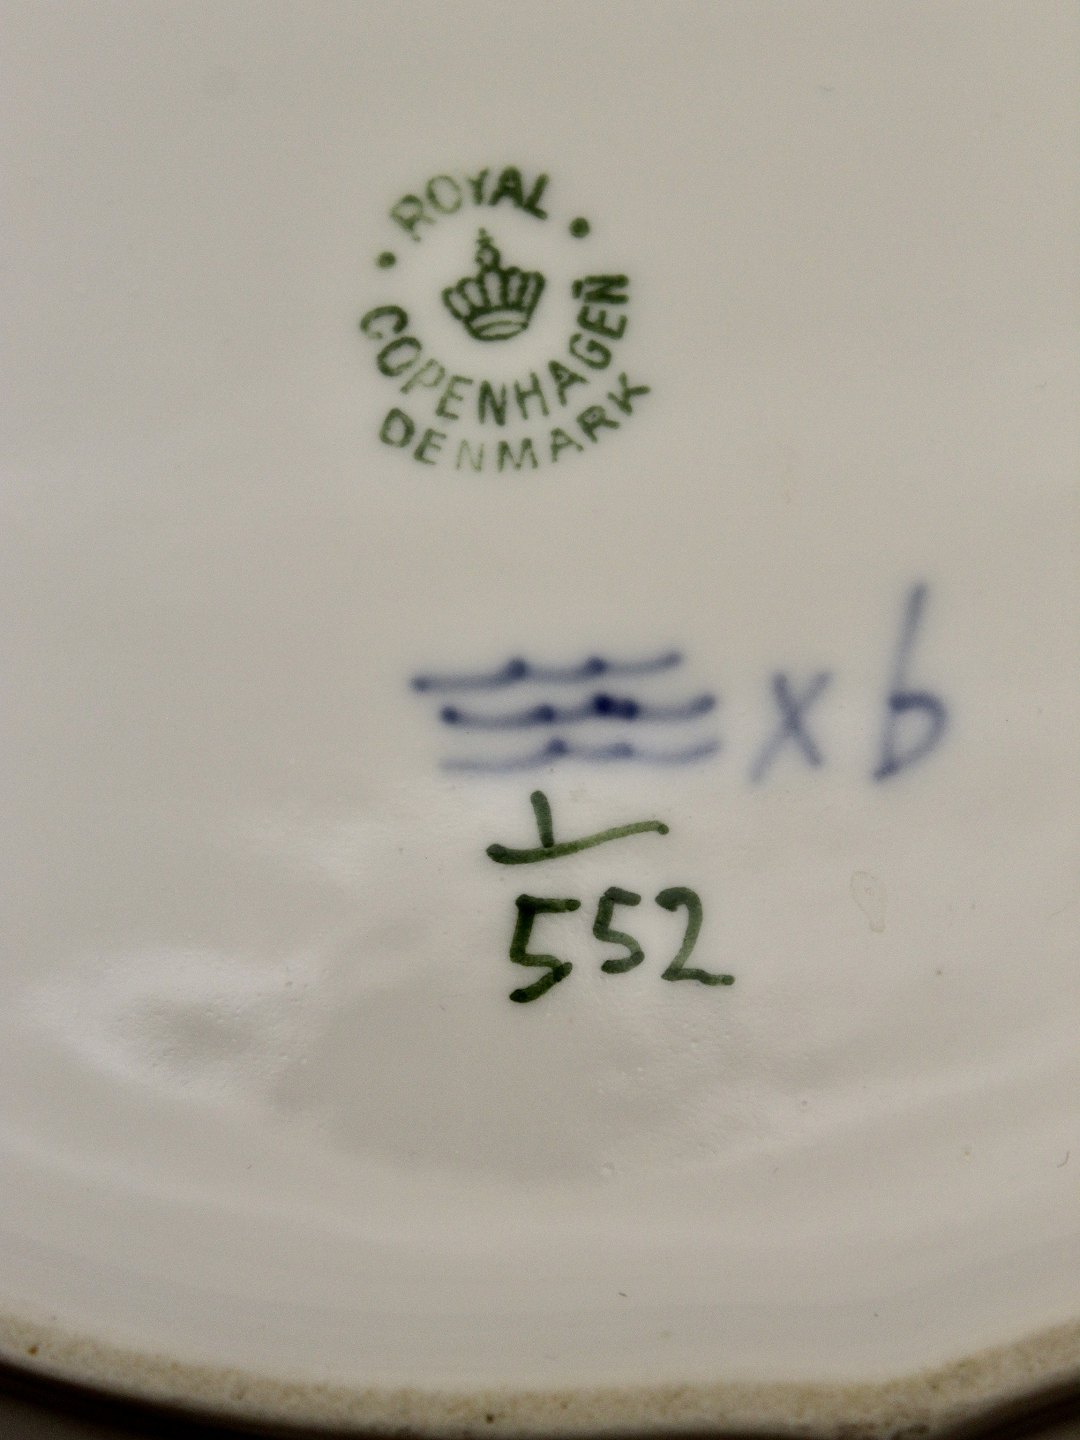 ROYAL
COPENHAGEN
DENMARK
x b
1
552